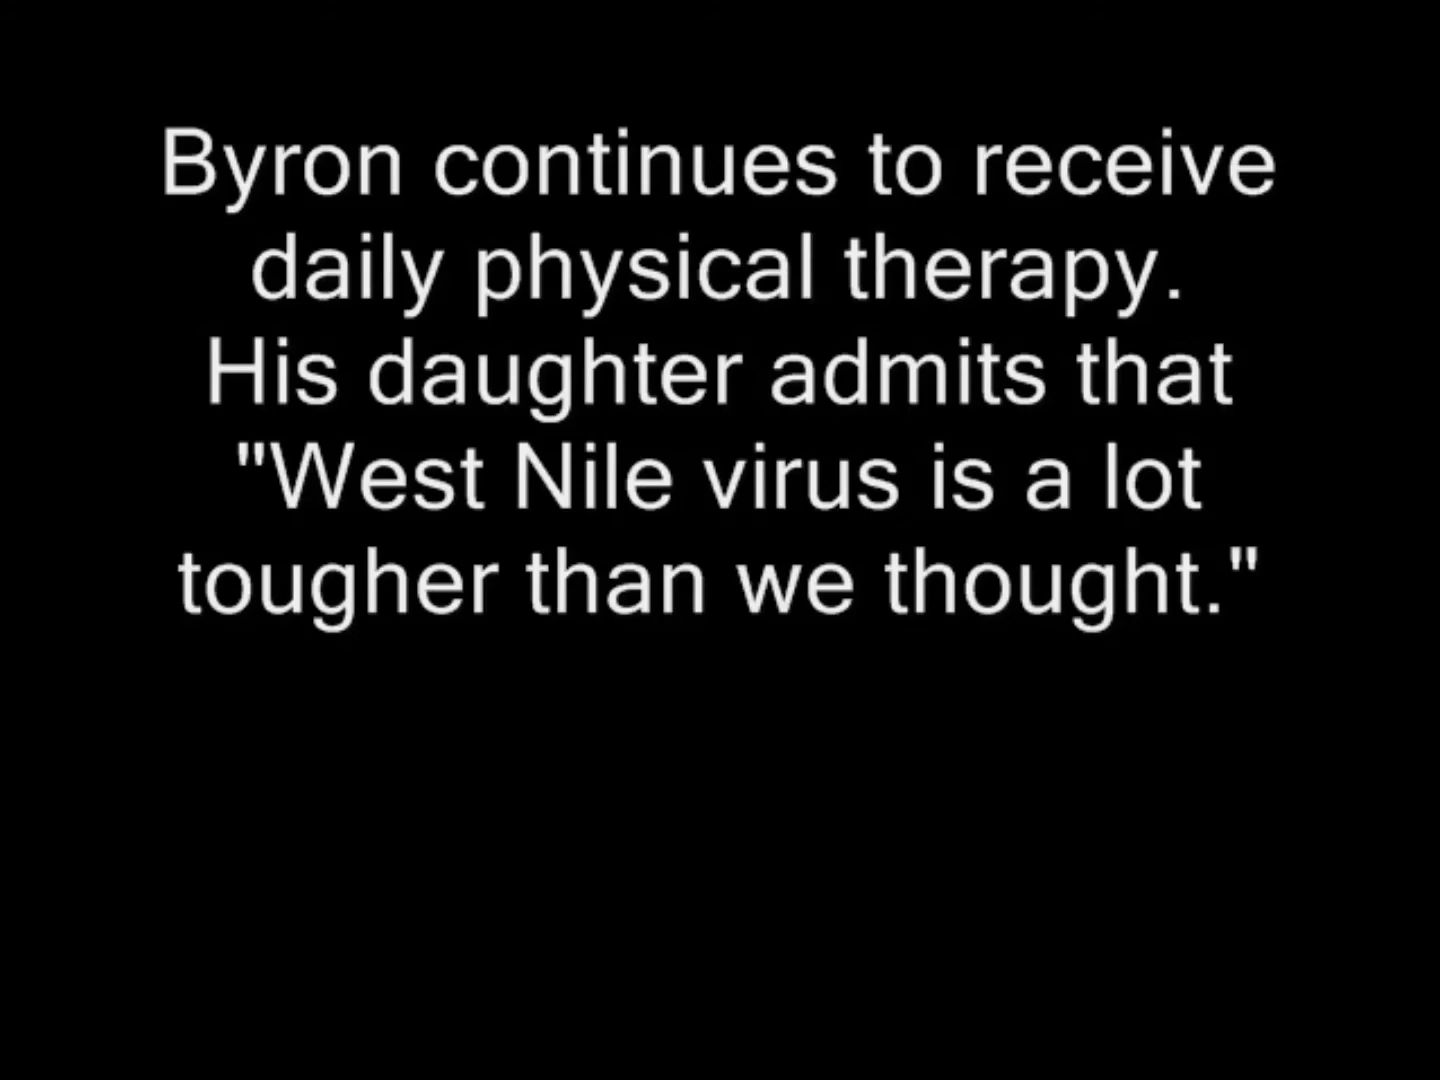 Byron continues to receive
daily physical therapy.
His daughter admits that
"West Nile virus is a lot
tougher than we thought."